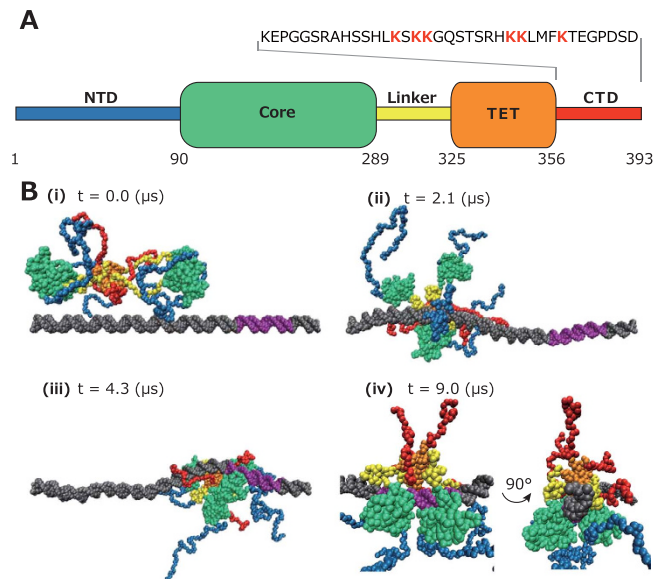 A
KEPGGSRAHSSHLKSKKGQSTSRHKKLMFKTEGPDSD
NTD Core Linker TET CTD
1 90 289 325 356 393
B (i) t = 0.0 (μs) (ii) t = 2.1 (μs)
(iii) t = 4.3 (μs) (iv) t = 9.0 (μs)
90°